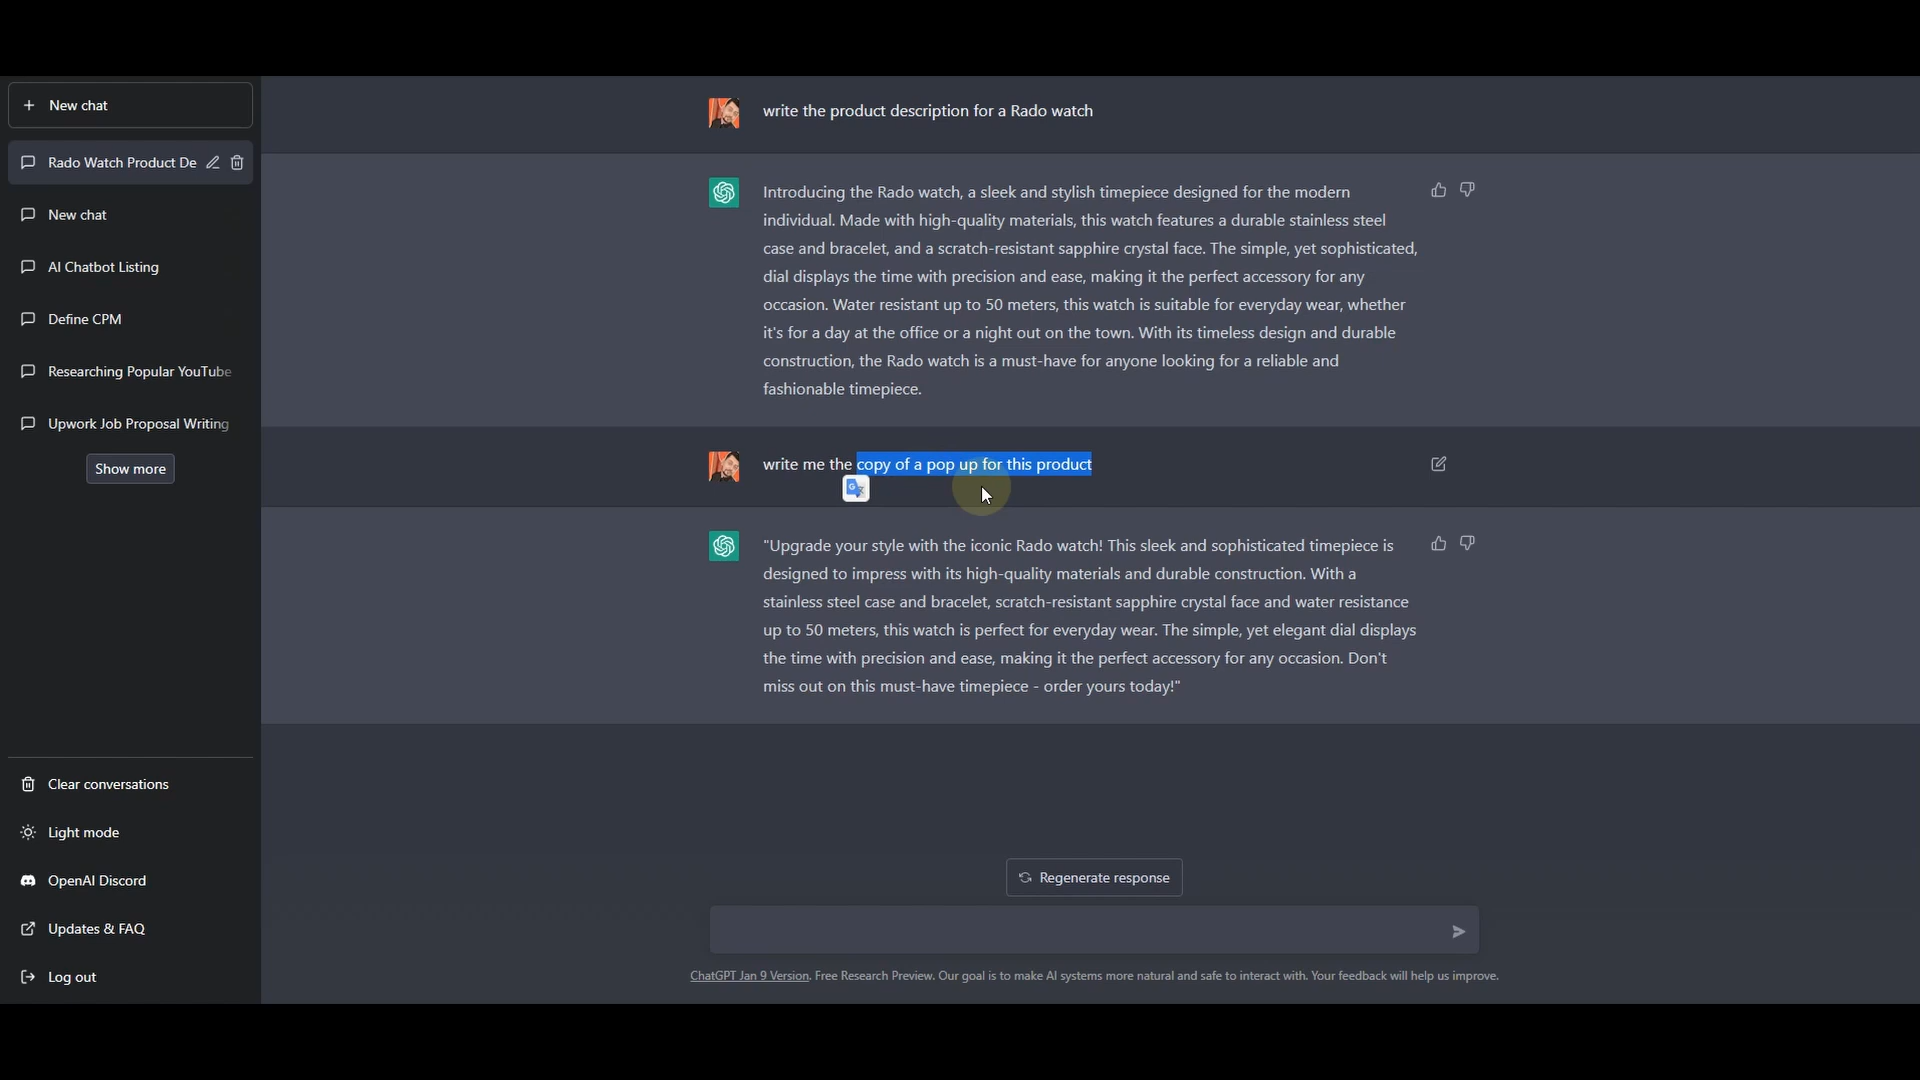 New chat
Rado Watch Product De
New chat
AI Chatbot Listing
Define CPM
Researching Popular YouTube
Upwork Job Proposal Writing
Show more
Clear conversations
Light mode
OpenAI Discord
Updates & FAQ
Log out
write the product description for a Rado watch
Introducing the Rado watch, a sleek and stylish timepiece designed for the modern
individual. Made with high-quality materials, this watch features a durable stainless steel
case and bracelet, and a scratch-resistant sapphire crystal face. The simple, yet sophisticated,
dial displays the time with precision and ease, making it the perfect accessory for any
occasion. Water resistant up to 50 meters, this watch is suitable for everyday wear, whether
it's for a day at the office or a night out on the town. With its timeless design and durable
construction, the Rado watch is a must-have for anyone looking for a reliable and
fashionable timepiece.
write me the copy of a pop up for this product
"Upgrade your style with the iconic Rado watch! This sleek and sophisticated timepiece is
designed to impress with its high-quality materials and durable construction. With a
stainless steel case and bracelet, scratch-resistant sapphire crystal face and water resistance
up to 50 meters, this watch is perfect for everyday wear. The simple, yet elegant dial displays
the time with precision and ease, making it the perfect accessory for any occasion. Don't
miss out on this must-have timepiece - order yours today!"
Regenerate response
ChatGPT Jan 9 Version. Free Research Preview. Our goal is to make AI systems more natural and safe to interact with. Your feedback will help us improve.